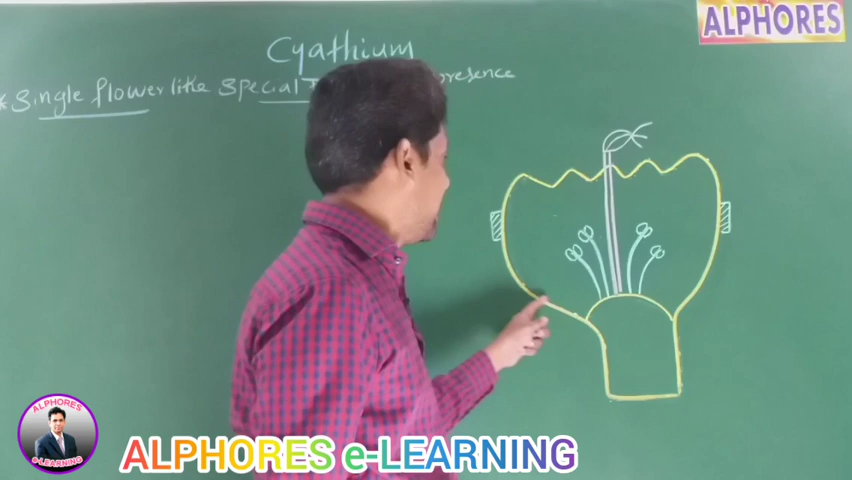 ALPHORES
Cyathium
* Single flower like Special presence
ALPHORES
e-LEARNING
ALPHORES e-LEARNING